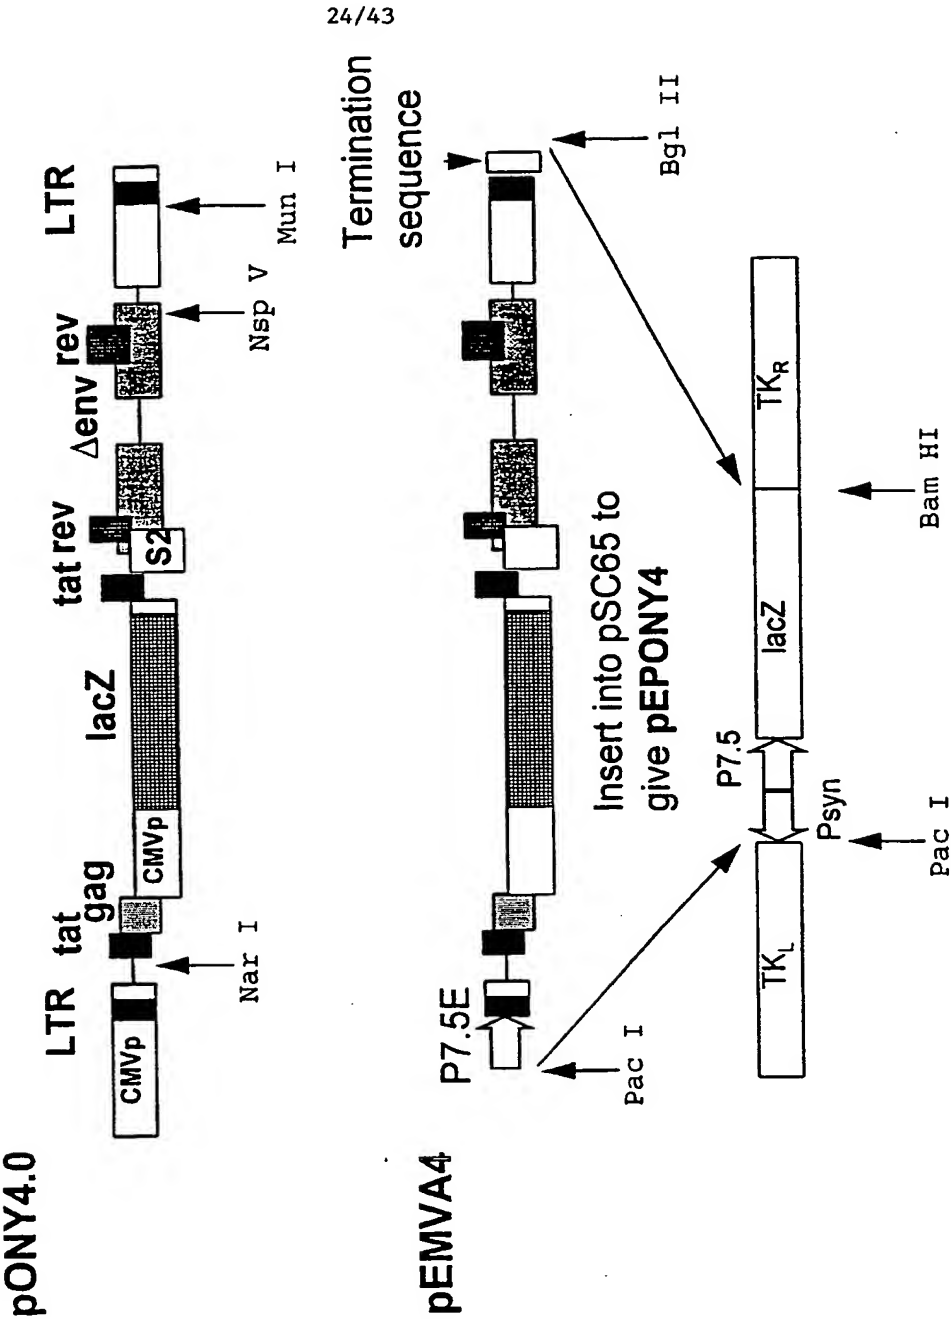 24/43
pONY4.0
LTR
tat
gag
lacZ
tat
rev
Δenv
rev
LTR
CMVp
CMVp
S2
Nar I
Nsp V
Mun I
pEMVA4
P7.5E
Termination
sequence
Pac I
Bgl II
Insert into pSC65 to
give pEPONY4
P7.5
TKL
lacZ
TKR
Psyn
Pac I
Bam HI